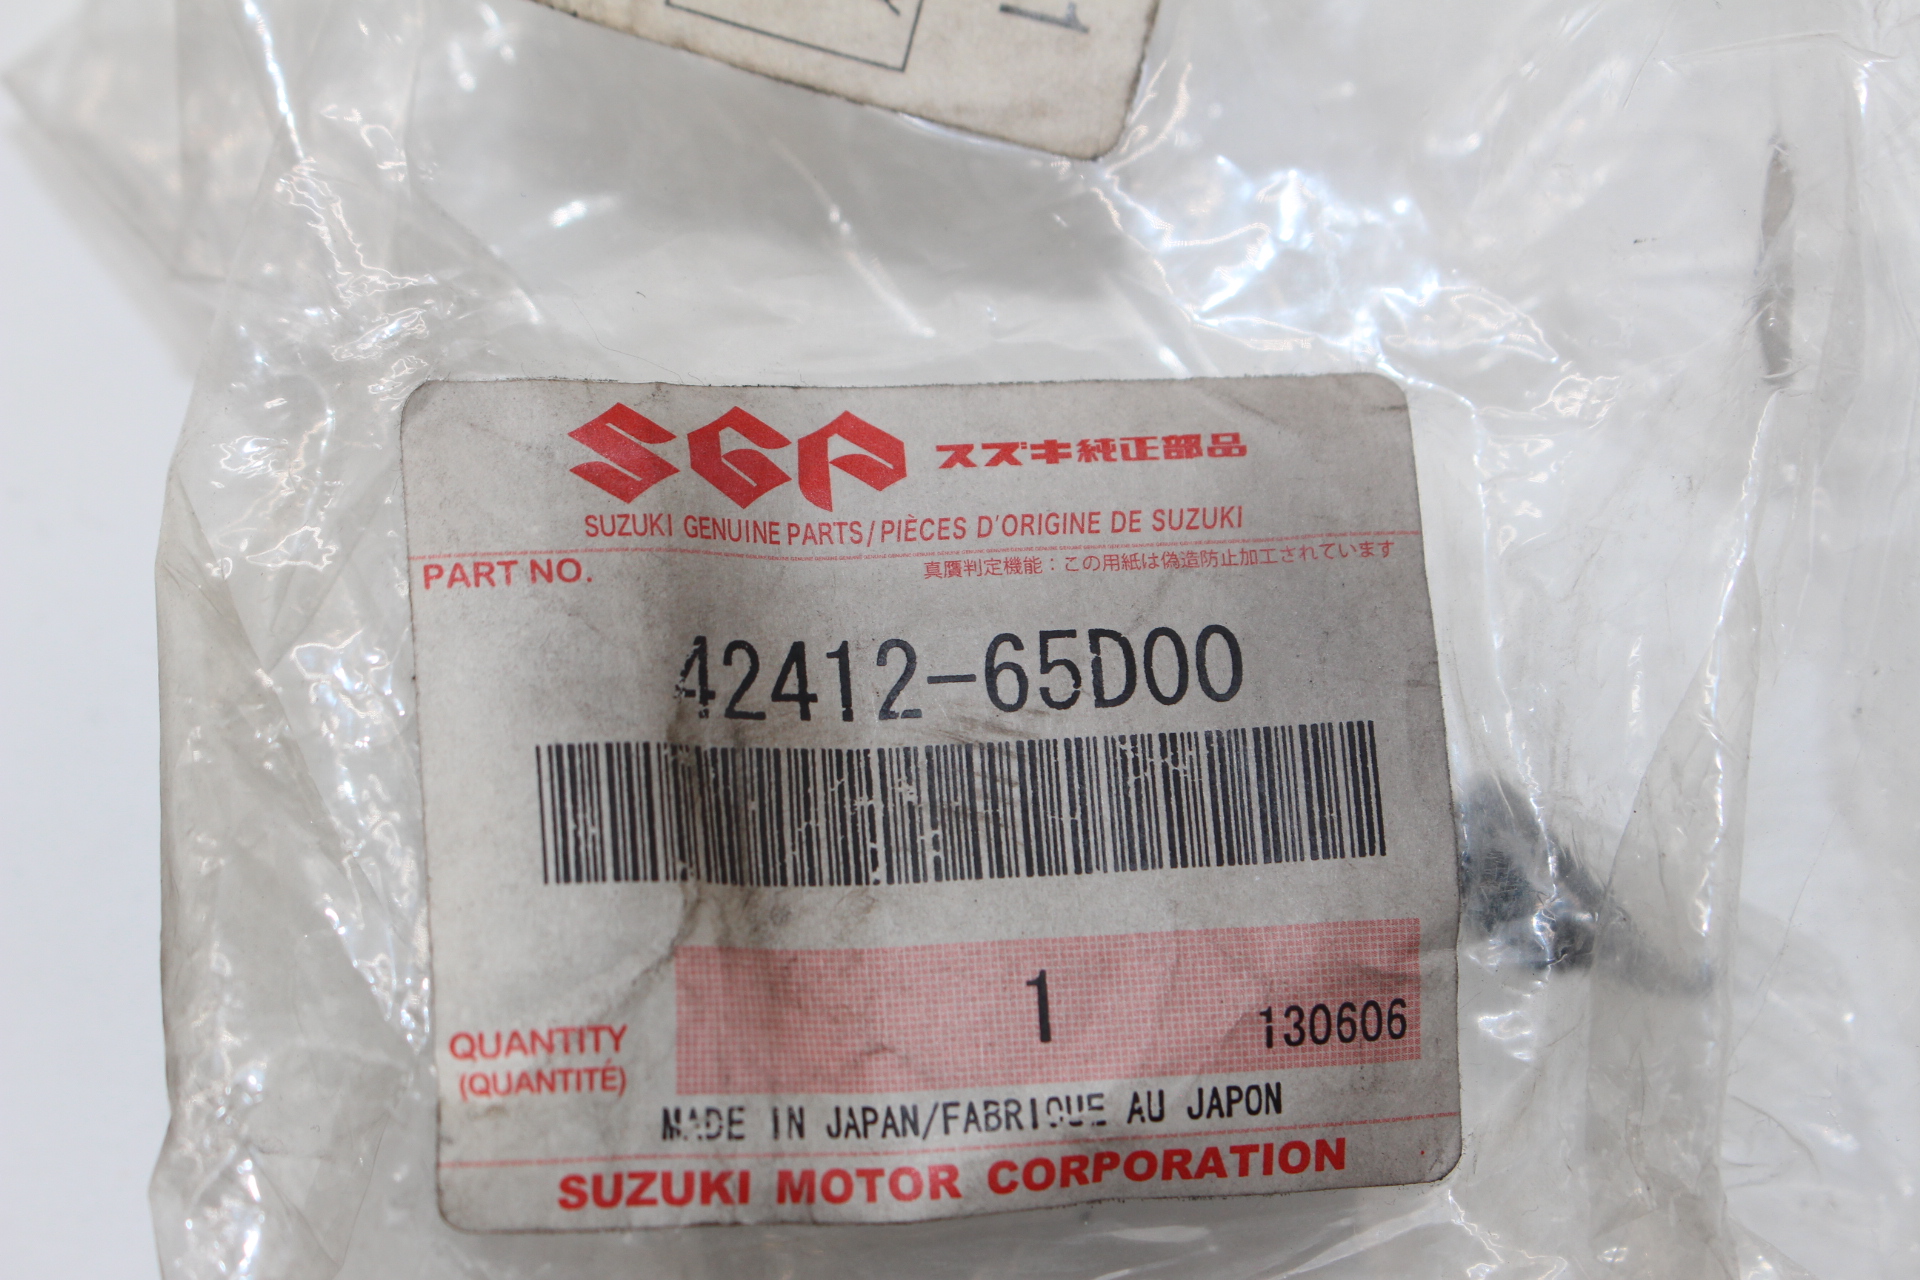 1
SGP スズキ純正部品
SUZUKI GENUINE PARTS/PIÈCES D'ORIGINE DE SUZUKI
PART NO.
真贋判定機能：この用紙は偽造防止加工されています
42412-65D00
1
130606
QUANTITY
(QUANTITÉ)
MADE IN JAPAN/FABRIQUE AU JAPON
SUZUKI MOTOR CORPORATION